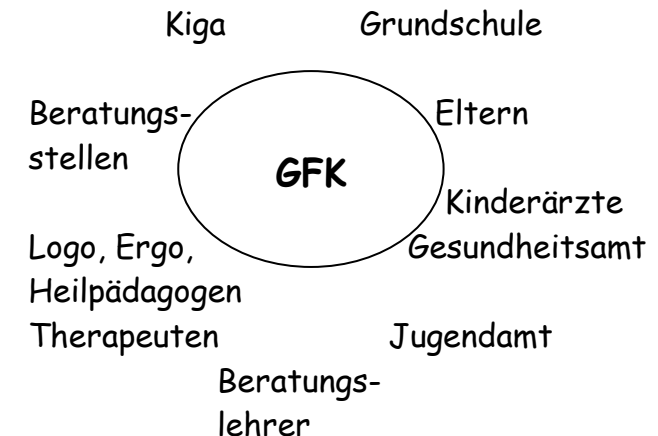 Kiga Grundschule
Beratungs- Eltern
stellen
GFK
Kinderärzte
Logo, Ergo, Gesundheitsamt
Heilpädagogen
Therapeuten Jugendamt
Beratungs-
lehrer